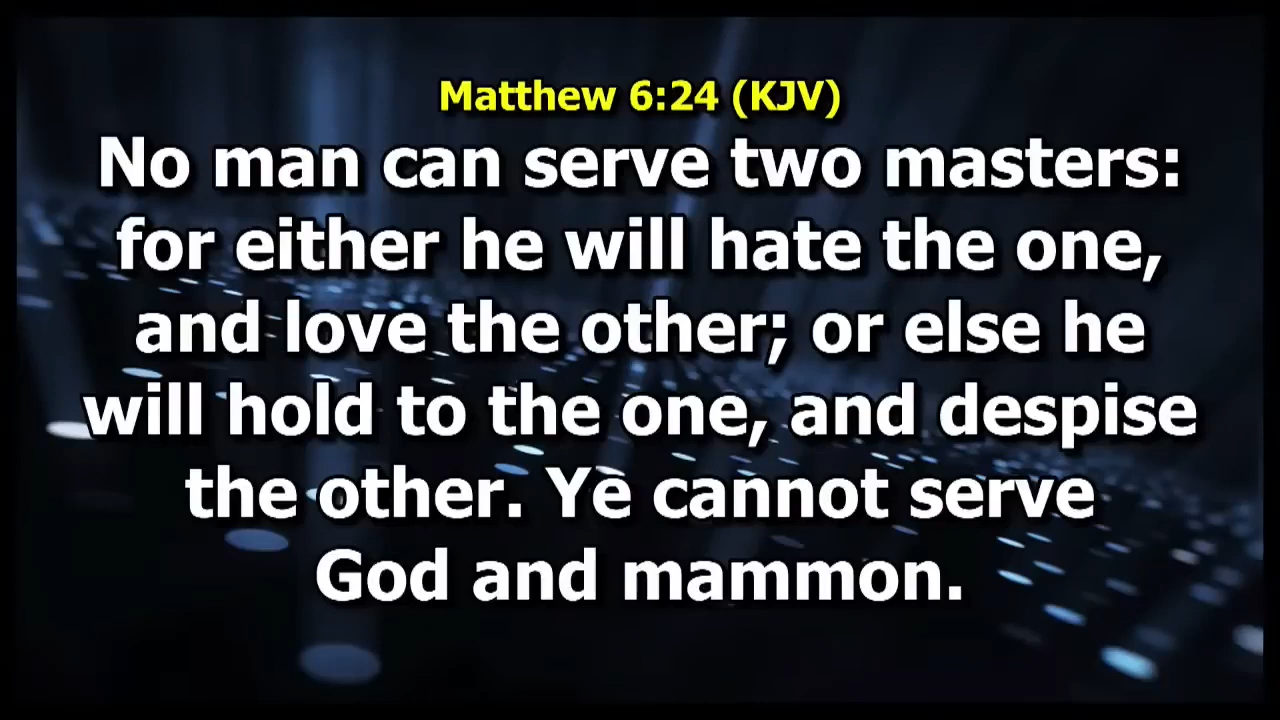 Matthew 6:24 (KJV)
No man can serve two masters:
for either he will hate the one,
and love the other; or else he
will hold to the one, and despise
the other. Ye cannot serve
God and mammon.